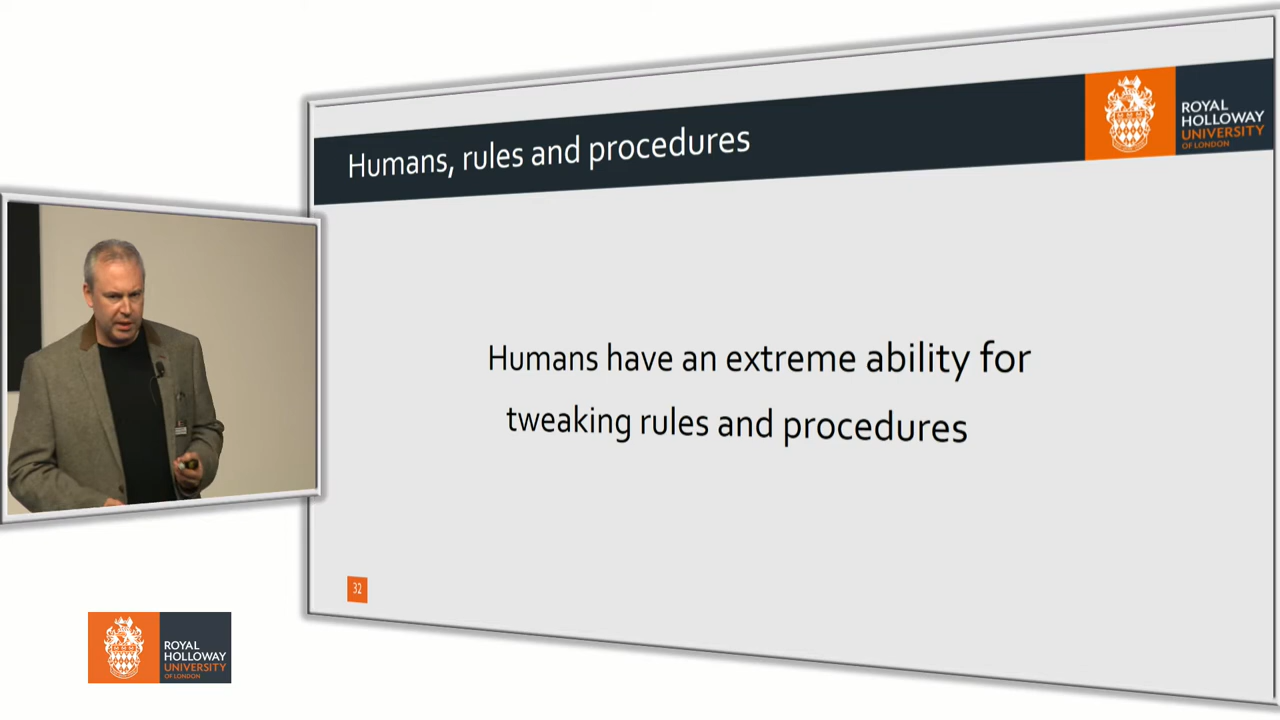 Humans, rules and procedures
ROYAL
HOLLOWAY
UNIVERSITY
OF LONDON
Humans have an extreme ability for
tweaking rules and procedures
32
ROYAL
HOLLOWAY
UNIVERSITY
OF LONDON